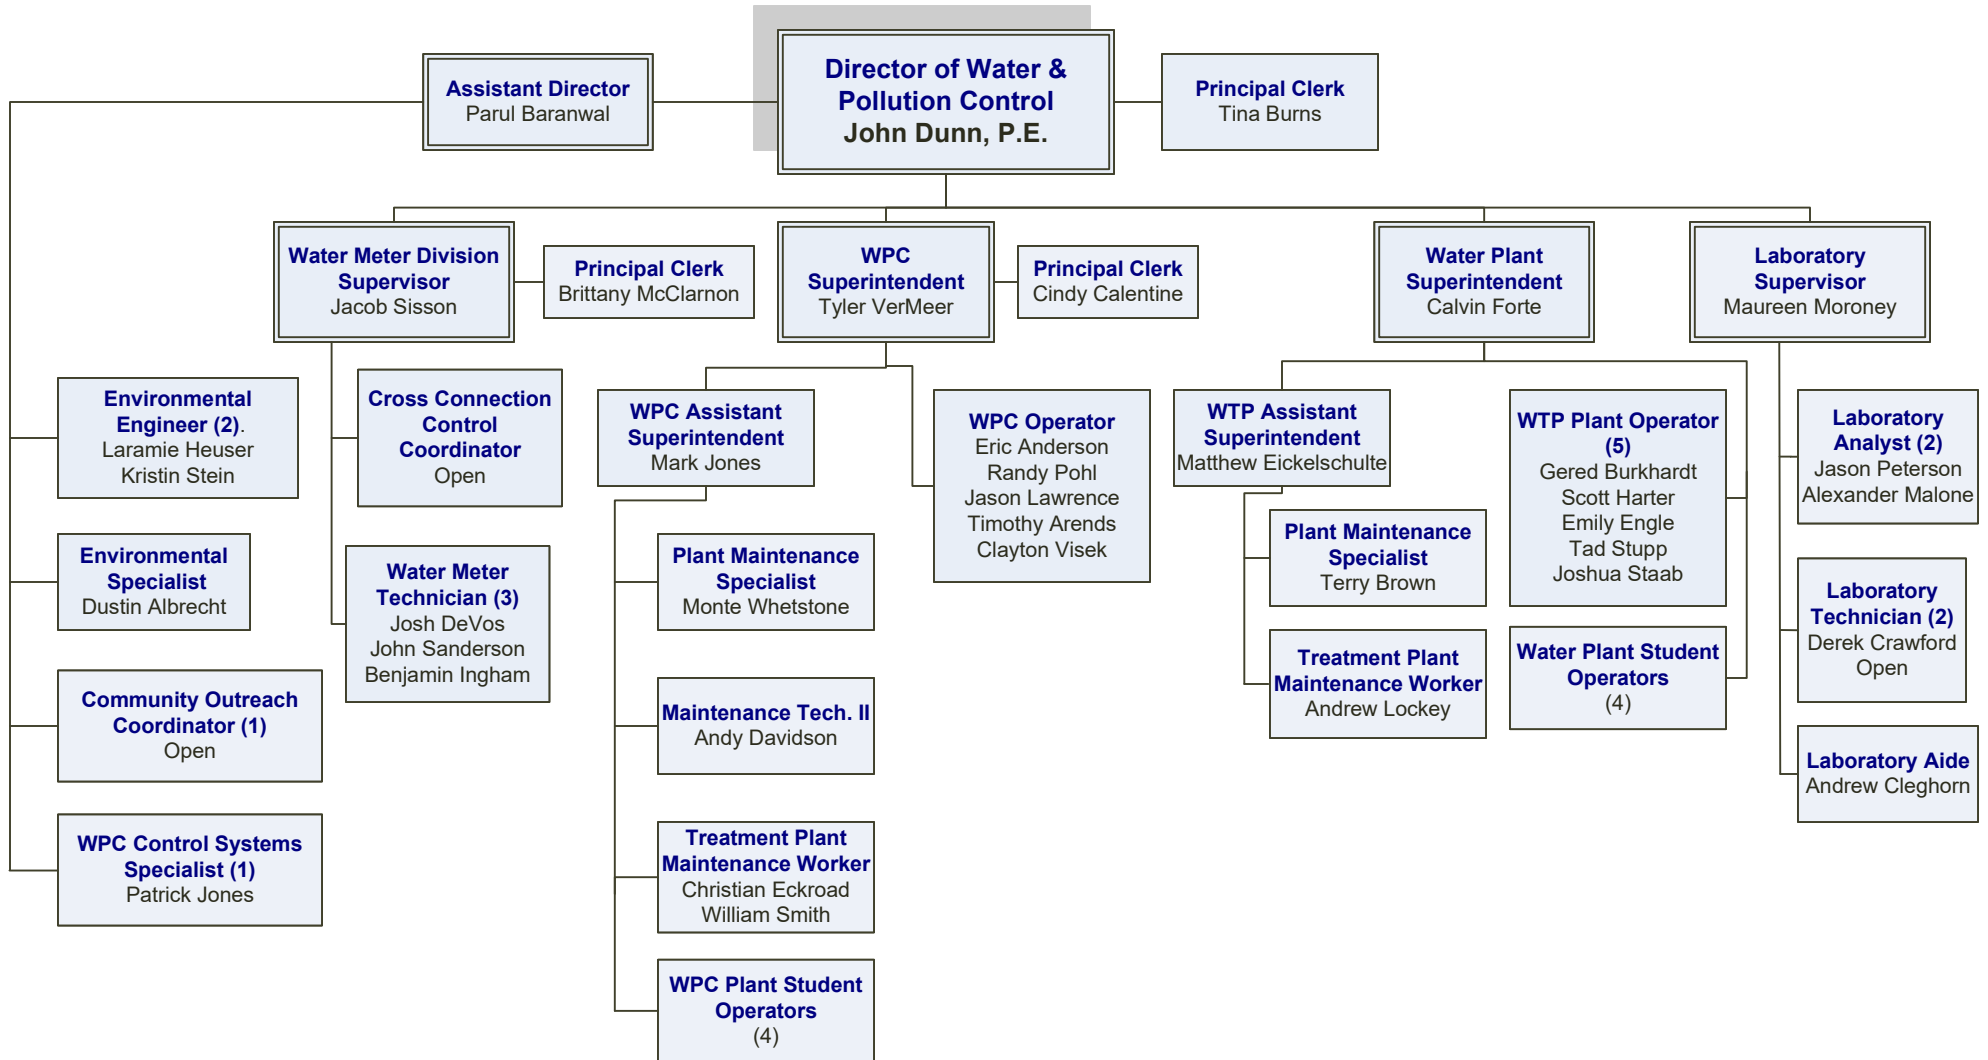 Assistant Director
Parul Baranwal
Director of Water &
Pollution Control
John Dunn, P.E.
Principal Clerk
Tina Burns
Water Meter Division
Supervisor
Jacob Sisson
Principal Clerk
Brittany McClarnon
WPC
Superintendent
Tyler VerMeer
Principal Clerk
Cindy Calentine
Water Plant
Superintendent
Calvin Forte
Laboratory
Supervisor
Maureen Moroney
Environmental
Engineer (2).
Laramie Heuser
Kristin Stein
Environmental
Specialist
Dustin Albrecht
Community Outreach
Coordinator (1)
Open
WPC Control Systems
Specialist (1)
Patrick Jones
Cross Connection
Control
Coordinator
Open
Water Meter
Technician (3)
Josh DeVos
John Sanderson
Benjamin Ingham
WPC Assistant
Superintendent
Mark Jones
Plant Maintenance
Specialist
Monte Whetstone
Maintenance Tech. II
Andy Davidson
Treatment Plant
Maintenance Worker
Christian Eckroad
William Smith
WPC Plant Student
Operators
(4)
WPC Operator
Eric Anderson
Randy Pohl
Jason Lawrence
Timothy Arends
Clayton Visek
WTP Assistant
Superintendent
Matthew Eickelschulte
Plant Maintenance
Specialist
Terry Brown
Treatment Plant
Maintenance Worker
Andrew Lockey
WTP Plant Operator
(5)
Gered Burkhardt
Scott Harter
Emily Engle
Tad Stupp
Joshua Staab
Water Plant Student
Operators
(4)
Laboratory
Analyst (2)
Jason Peterson
Alexander Malone
Laboratory
Technician (2)
Derek Crawford
Open
Laboratory Aide
Andrew Cleghorn